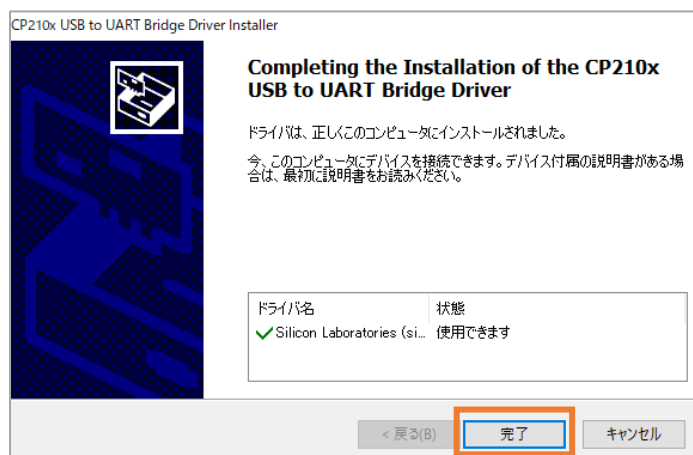 CP210x USB to UART Bridge Driver Installer
Completing the Installation of the CP210x
USB to UART Bridge Driver
ドライバは、正しくこのコンピュータにインストールされました。
今、このコンピュータにデバイスを接続できます。デバイス付属の説明書がある場
合は、最初に説明書をお読みください。
ドライバ名 状態
Silicon Laboratories (si... 使用できます
< 戻る(B) 完了 キャンセル